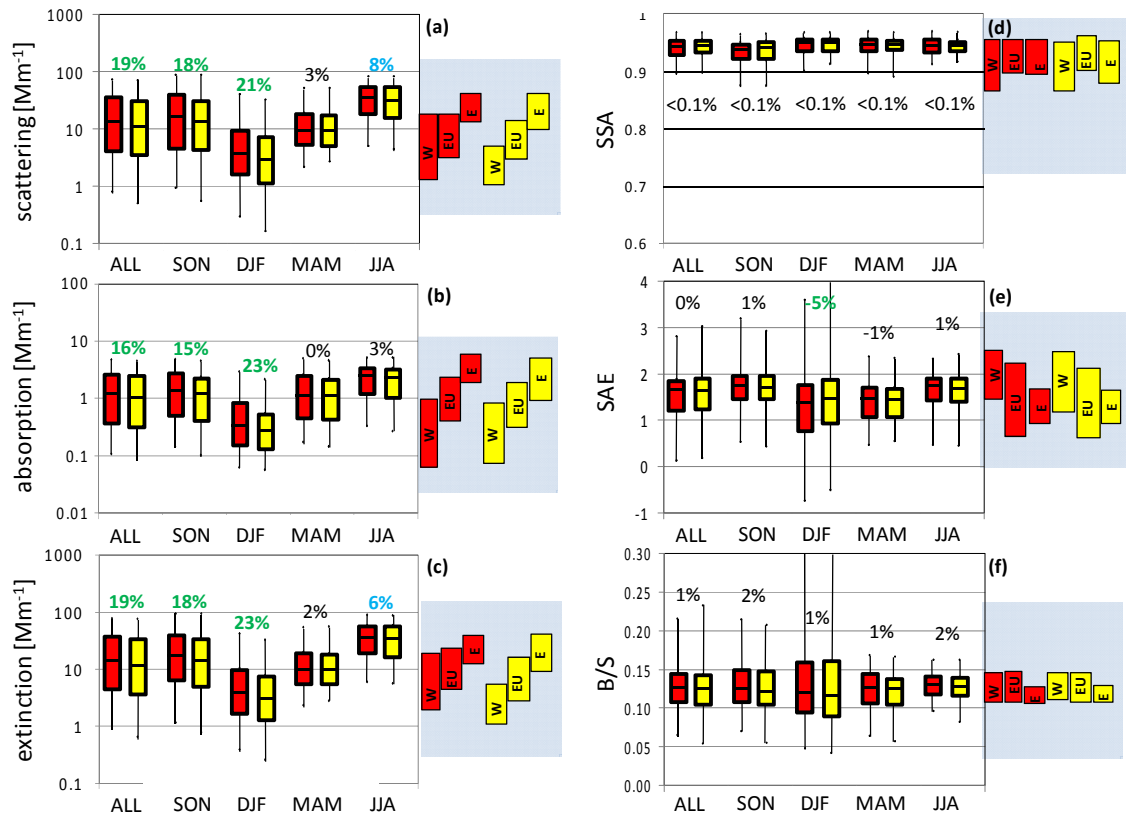 scattering [Mm⁻¹]
1000
100
10
1
0.1
(a)
19%
18%
21%
3%
8%
W
EU
E
W
EU
E
ALL
SON
DJF
MAM
JJA
absorption [Mm⁻¹]
100
10
1
0.1
0.01
(b)
16%
15%
23%
0%
3%
W
EU
E
W
EU
E
ALL
SON
DJF
MAM
JJA
extinction [Mm⁻¹]
1000
100
10
1
0.1
(c)
19%
18%
23%
2%
6%
W
EU
E
W
EU
E
ALL
SON
DJF
MAM
JJA
SSA
1
0.9
0.8
0.7
0.6
(d)
<0.1%
<0.1%
<0.1%
<0.1%
<0.1%
W
EU
E
W
EU
E
ALL
SON
DJF
MAM
JJA
SAE
4
3
2
1
0
-1
(e)
0%
1%
-5%
-1%
1%
W
EU
E
W
EU
E
ALL
SON
DJF
MAM
JJA
B/S
0.30
0.25
0.20
0.15
0.10
0.05
0.00
(f)
1%
2%
1%
1%
2%
W
EU
E
W
EU
E
ALL
SON
DJF
MAM
JJA